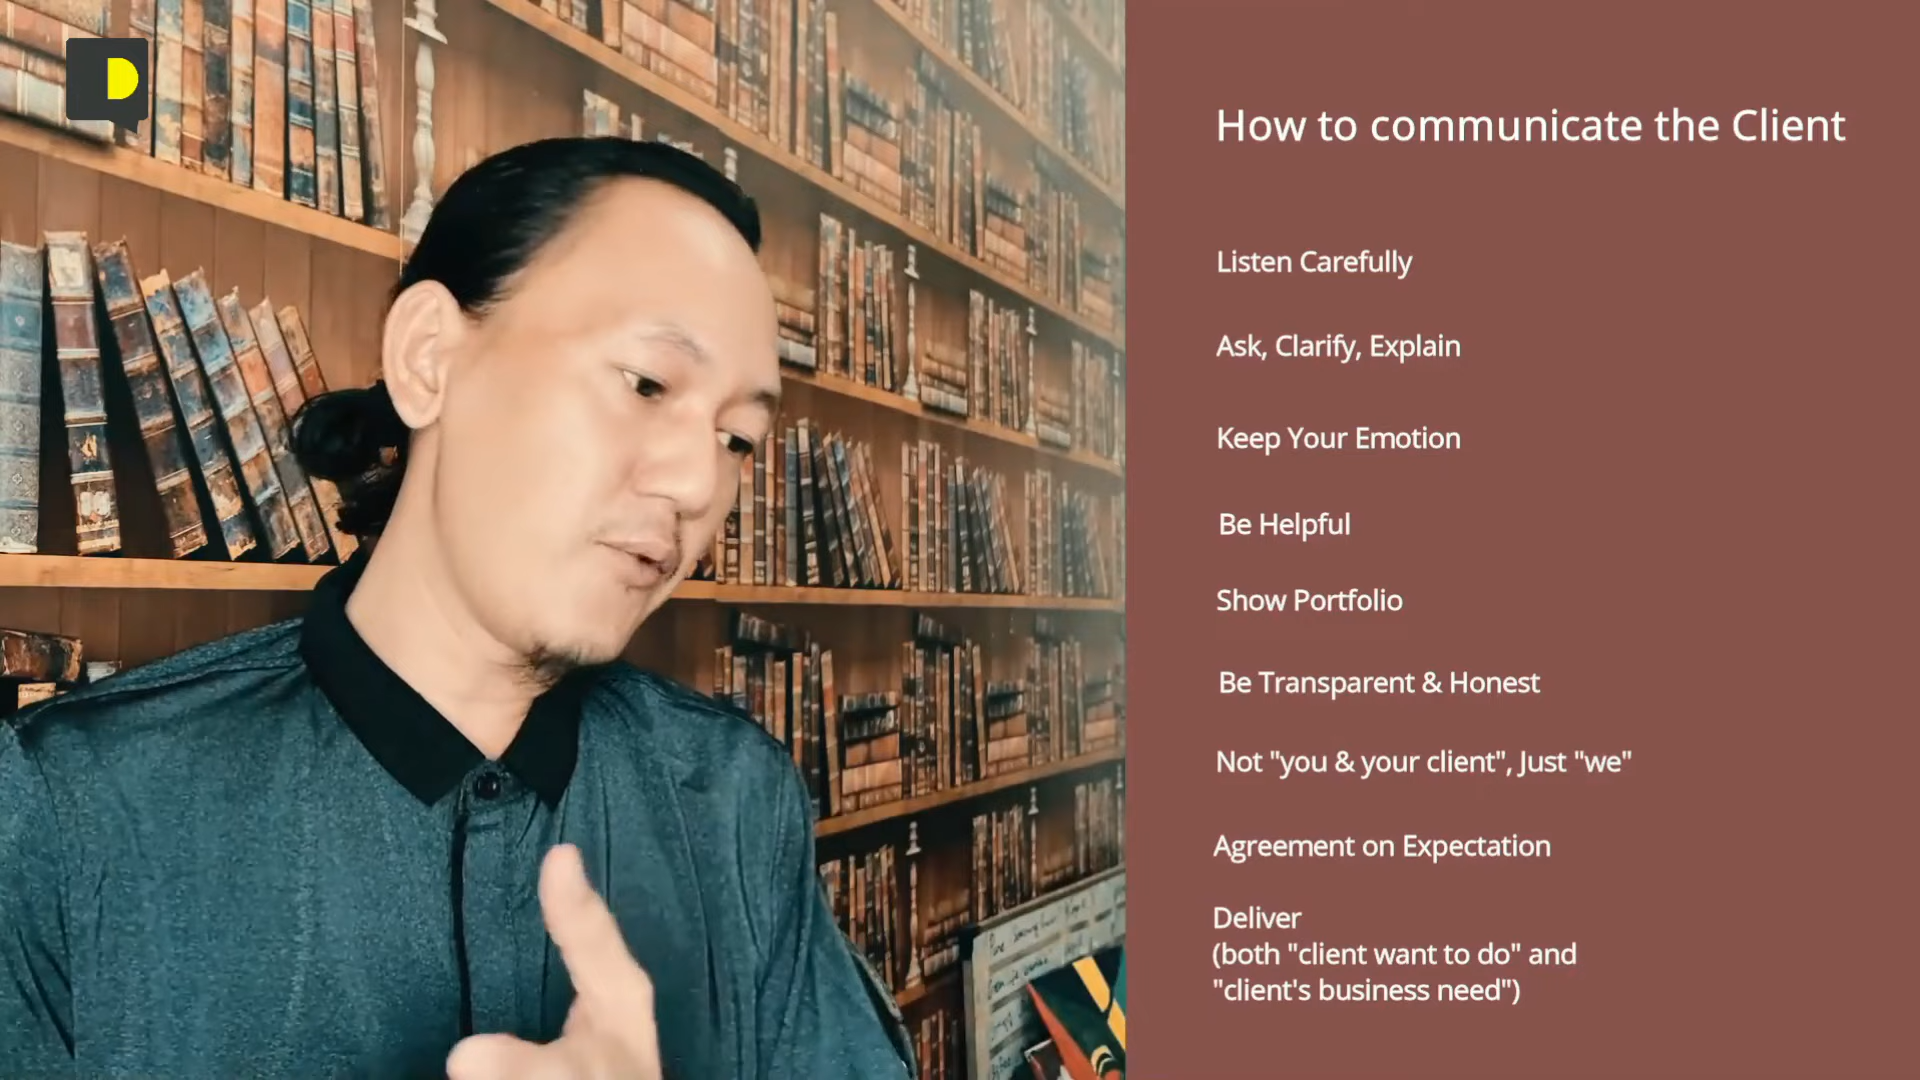 D
How to communicate the Client
Listen Carefully
Ask, Clarify, Explain
Keep Your Emotion
Be Helpful
Show Portfolio
Be Transparent & Honest
Not "you & your client", Just "we"
Agreement on Expectation
Deliver
(both "client want to do" and
"client's business need")